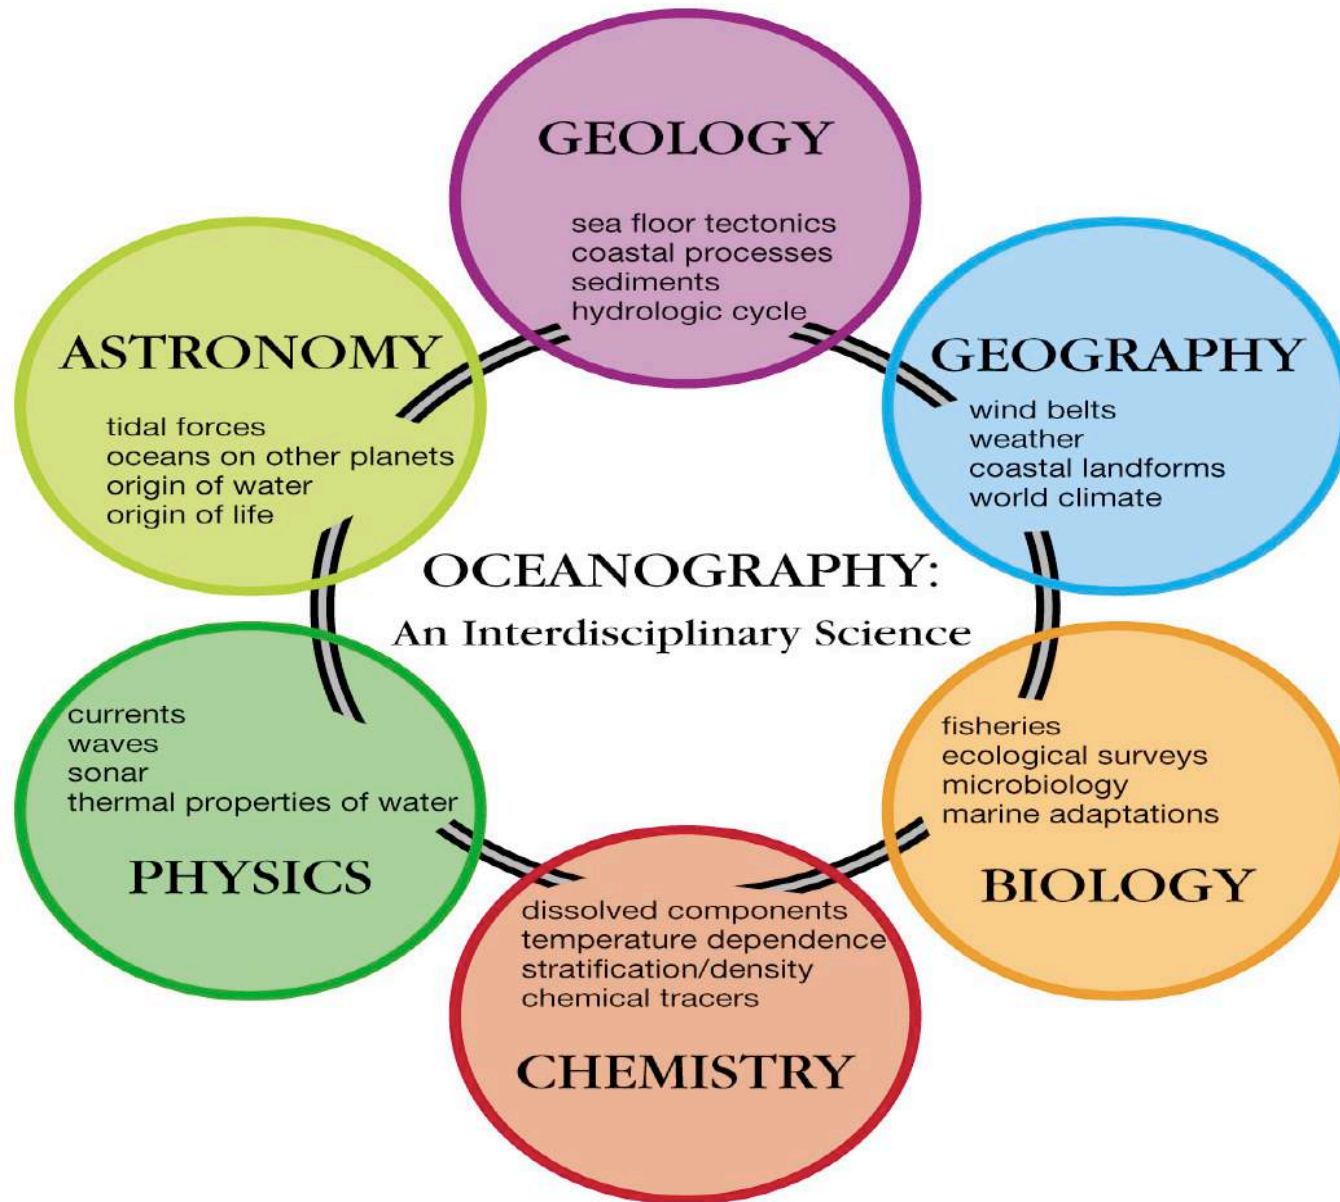 GEOLOGY
sea floor tectonics
coastal processes
sediments
hydrologic cycle
ASTRONOMY
tidal forces
oceans on other planets
origin of water
origin of life
GEOGRAPHY
wind belts
weather
coastal landforms
world climate
OCEANOGRAPHY:
An Interdisciplinary Science
currents
waves
sonar
thermal properties of water
PHYSICS
fisheries
ecological surveys
microbiology
marine adaptations
BIOLOGY
dissolved components
temperature dependence
stratification/density
chemical tracers
CHEMISTRY